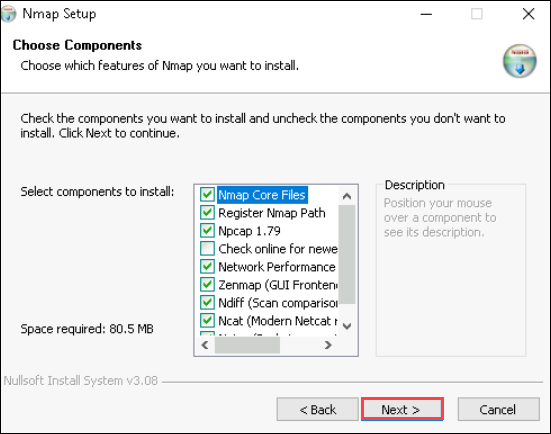 Nmap Setup
Choose Components
Choose which features of Nmap you want to install.
Check the components you want to install and uncheck the components you don't want to
install. Click Next to continue.
Select components to install:
Nmap Core Files
Register Nmap Path
Npcap 1.79
Check online for newe
Network Performance
Zenmap (GUI Frontend
Ndiff (Scan comparison
Ncat (Modern Netcat r
Description
Position your mouse
over a component to
see its description.
Space required: 80.5 MB
Nullsoft Install System v3.08
< Back
Next >
Cancel